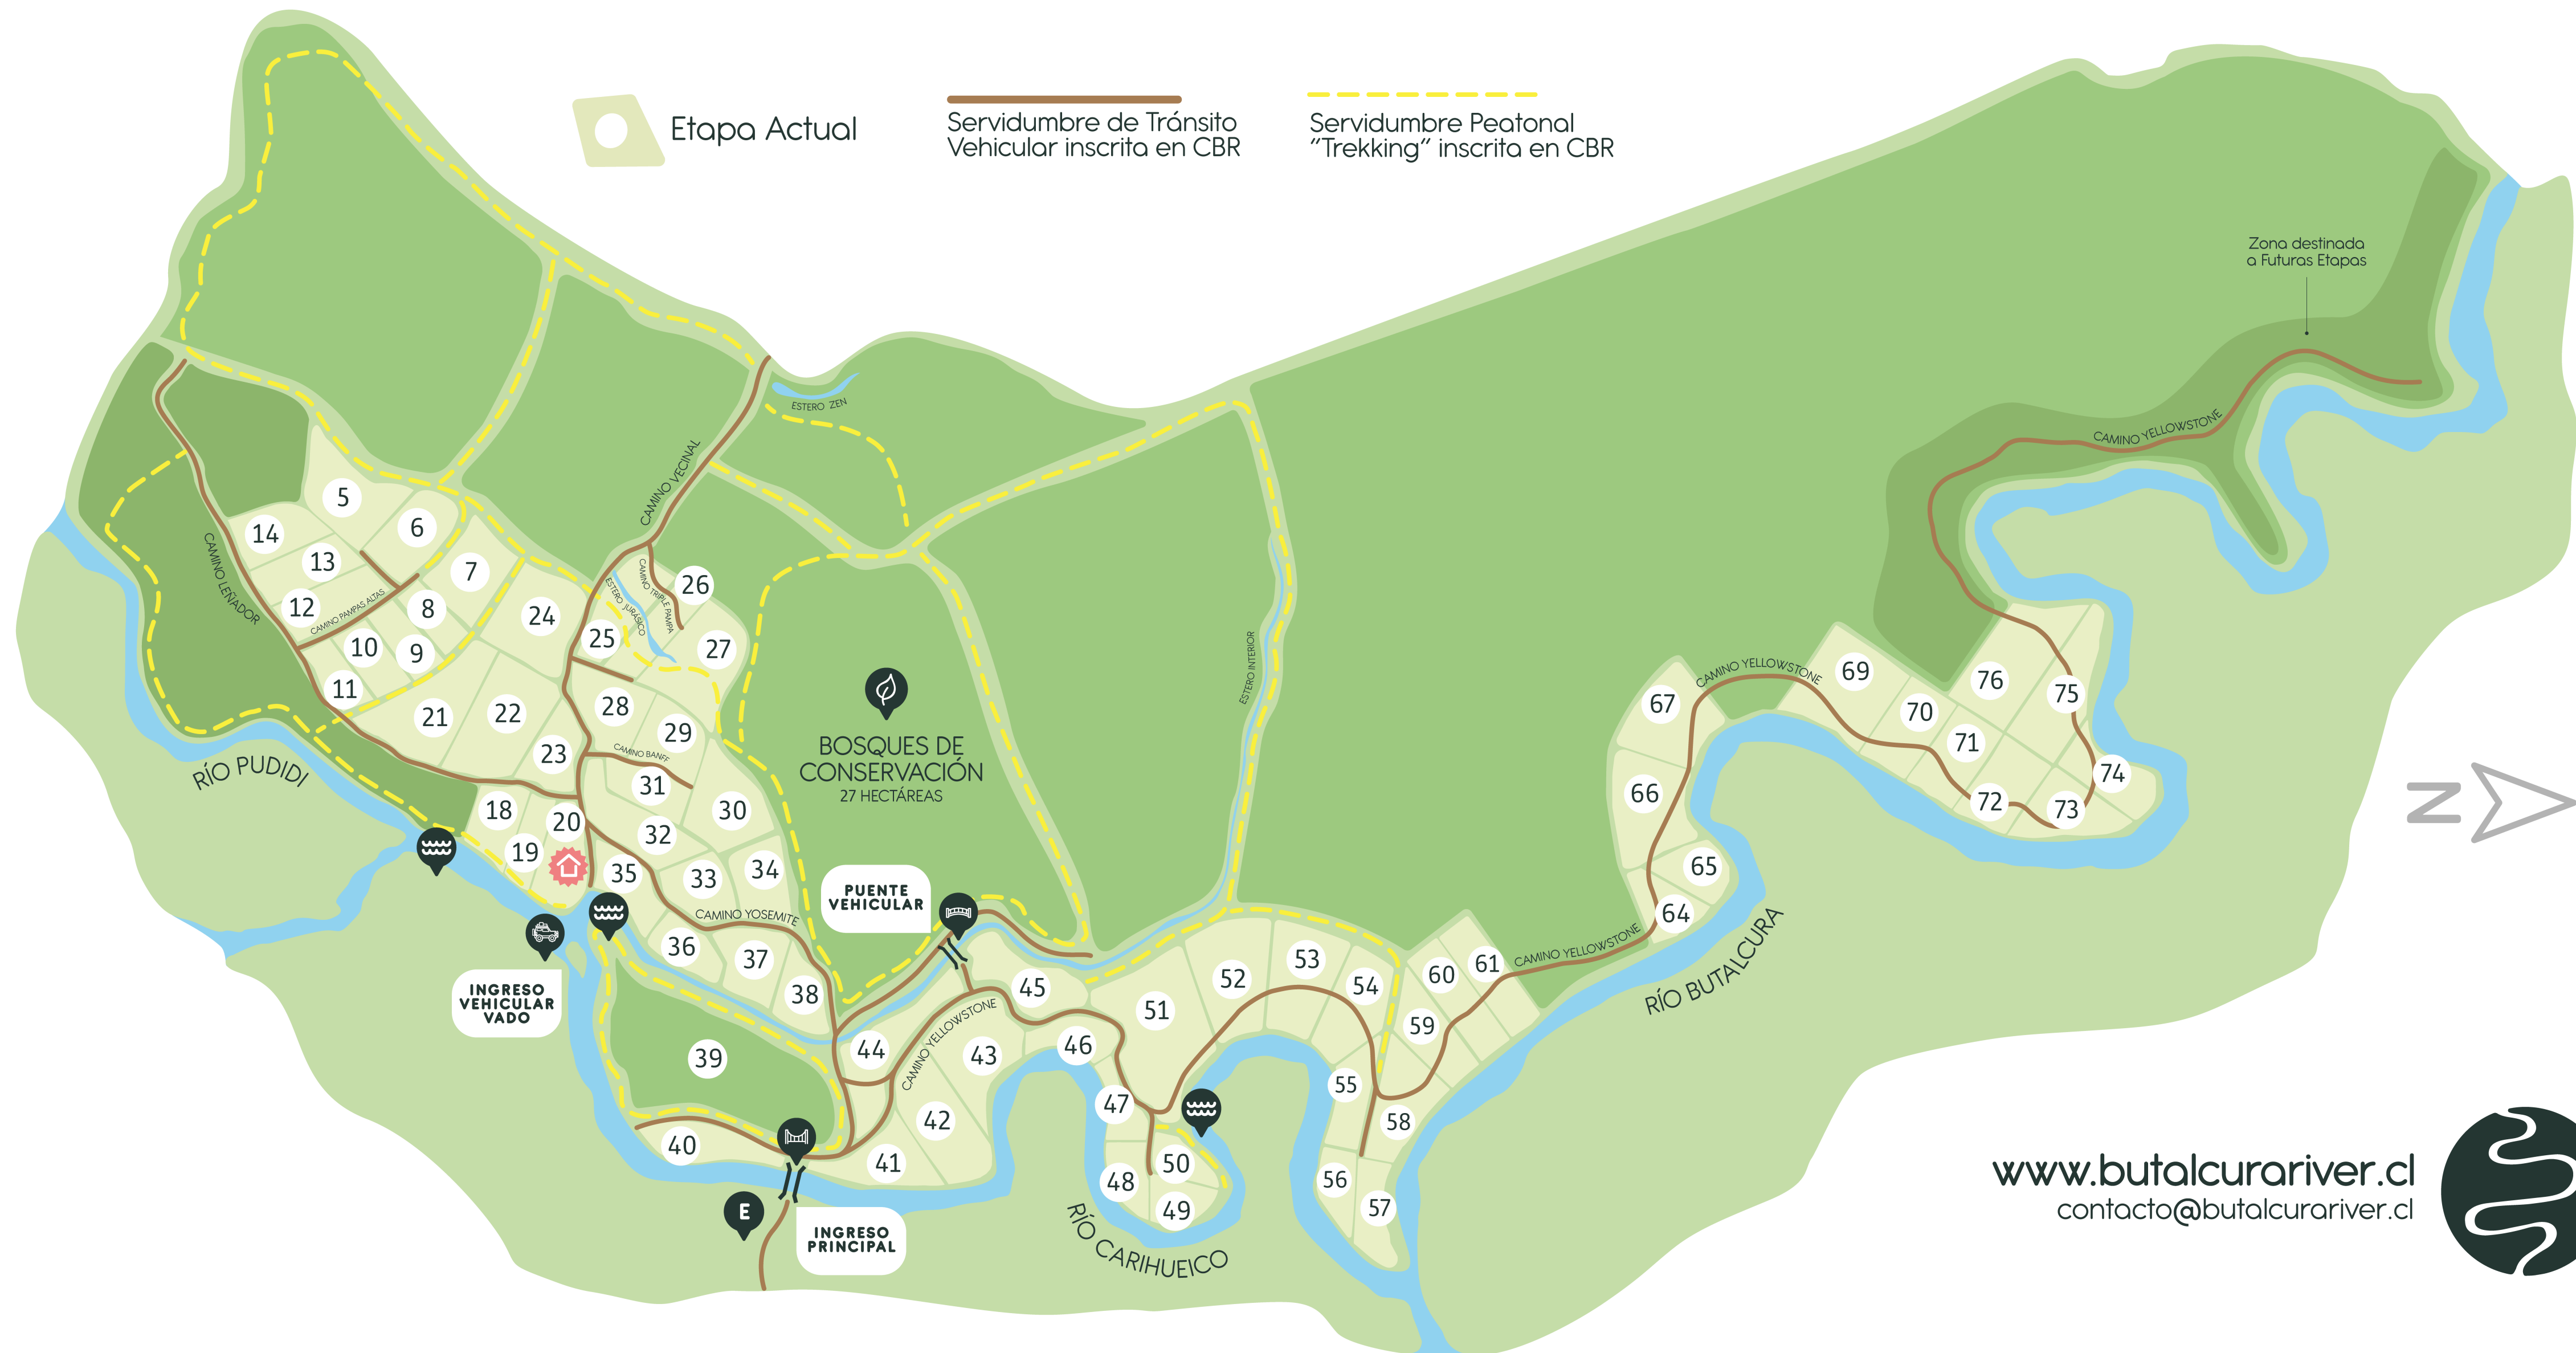 Etapa Actual
Servidumbre de Tránsito
Vehicular inscrita en CBR
Servidumbre Peatonal
"Trekking" inscrita en CBR
Zona destinada
a Futuras Etapas
CAMINO YELLOWSTONE
ESTERO ZEN
CAMINO VECINAL
5
6
14
13
7
12
CAMINO PAMPAS ALTAS
8
10
9
11
CAMINO LEÑADOR
24
25
ESTERO JURÁSICO
CAMINO TRIPLE PAMPA
26
27
21
22
23
28
29
CAMINO BANFF
31
30
32
18
20
19
35
33
34
CAMINO YOSEMITE
36
37
38
RÍO PUDIDI
BOSQUES DE
CONSERVACIÓN
27 HECTÁREAS
ESTERO INTERIOR
PUENTE
VEHICULAR
INGRESO
VEHICULAR
VADO
39
40
41
42
43
44
CAMINO YELLOWSTONE
45
46
47
48
49
50
51
52
53
54
55
56
57
58
59
60
61
CAMINO YELLOWSTONE
64
65
66
67
CAMINO YELLOWSTONE
69
70
71
72
73
74
75
76
RÍO BUTALCURA
RÍO CARIHUEICO
E
INGRESO
PRINCIPAL
N
www.butalcurariver.cl
contacto@butalcurariver.cl